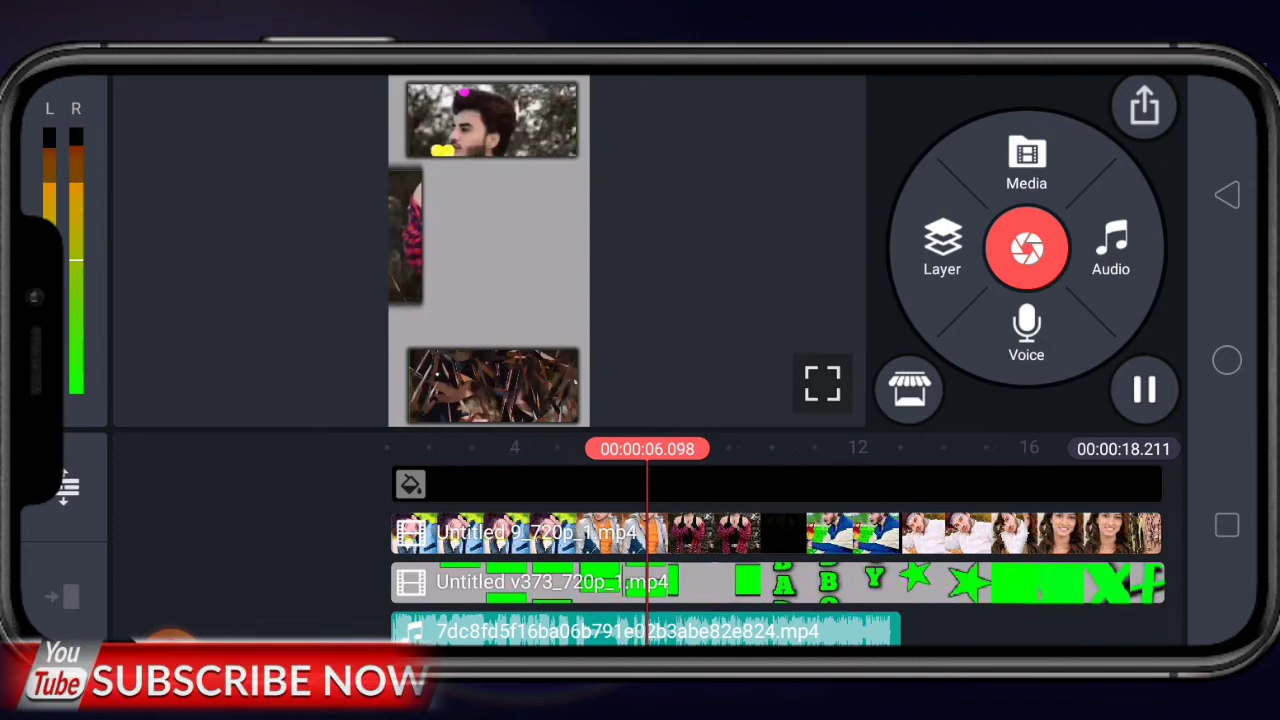 L R
Media
Layer
Audio
Voice
4
00:00:06.098
12
16
00:00:18.211
Untitled 9_720p_1.mp4
Untitled v373_720p_1.mp4
B A B B Y
7dc8fd5f16ba06b791e02b3abe82e824.mp4
You
Tube
SUBSCRIBE NOW